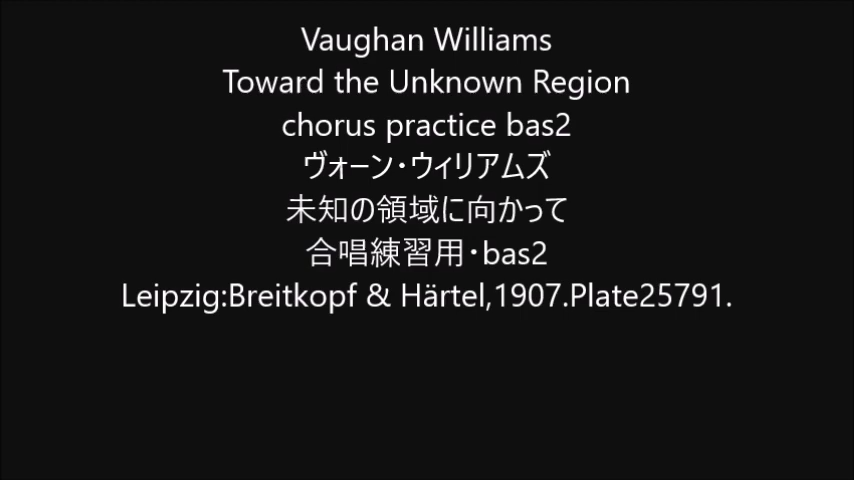 Vaughan Williams
Toward the Unknown Region
chorus practice bas2
ヴォーン・ウィリアムズ
未知の領域に向かって
合唱練習用・bas2
Leipzig:Breitkopf & Härtel,1907.Plate25791.